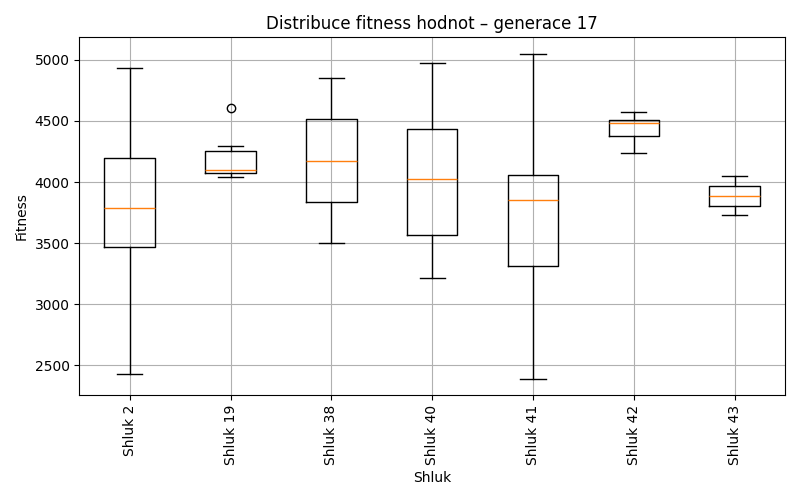 Distribuce fitness hodnot – generace 17
Fitness
5000
4500
4000
3500
3000
2500
Shluk 2
Shluk 19
Shluk 38
Shluk 40
Shluk 41
Shluk 42
Shluk 43
Shluk